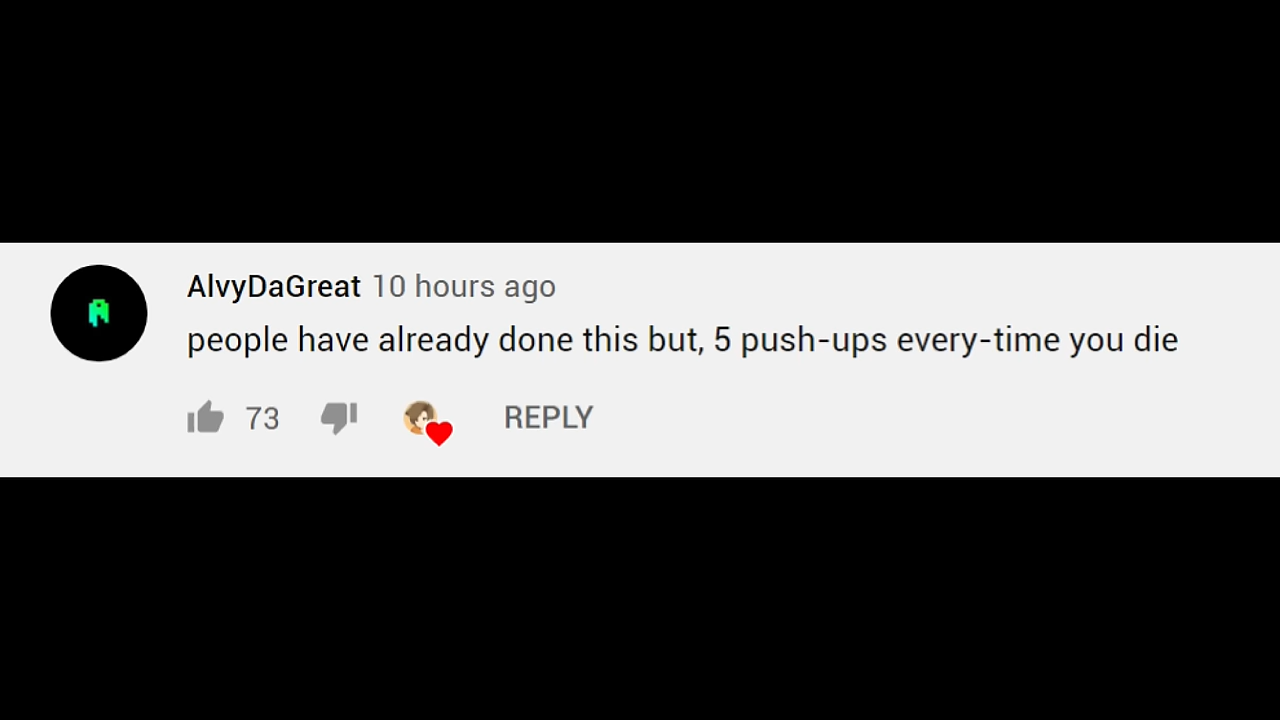 AlvyDaGreat 10 hours ago
people have already done this but, 5 push-ups every-time you die
73 REPLY